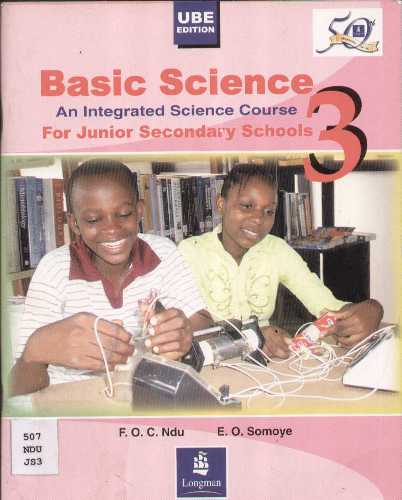 UBE
EDITION
50th
Basic Science
An Integrated Science Course
For Junior Secondary Schools
3
F. O. C. Ndu E. O. Somoye
507
NDU
JS3
Longman